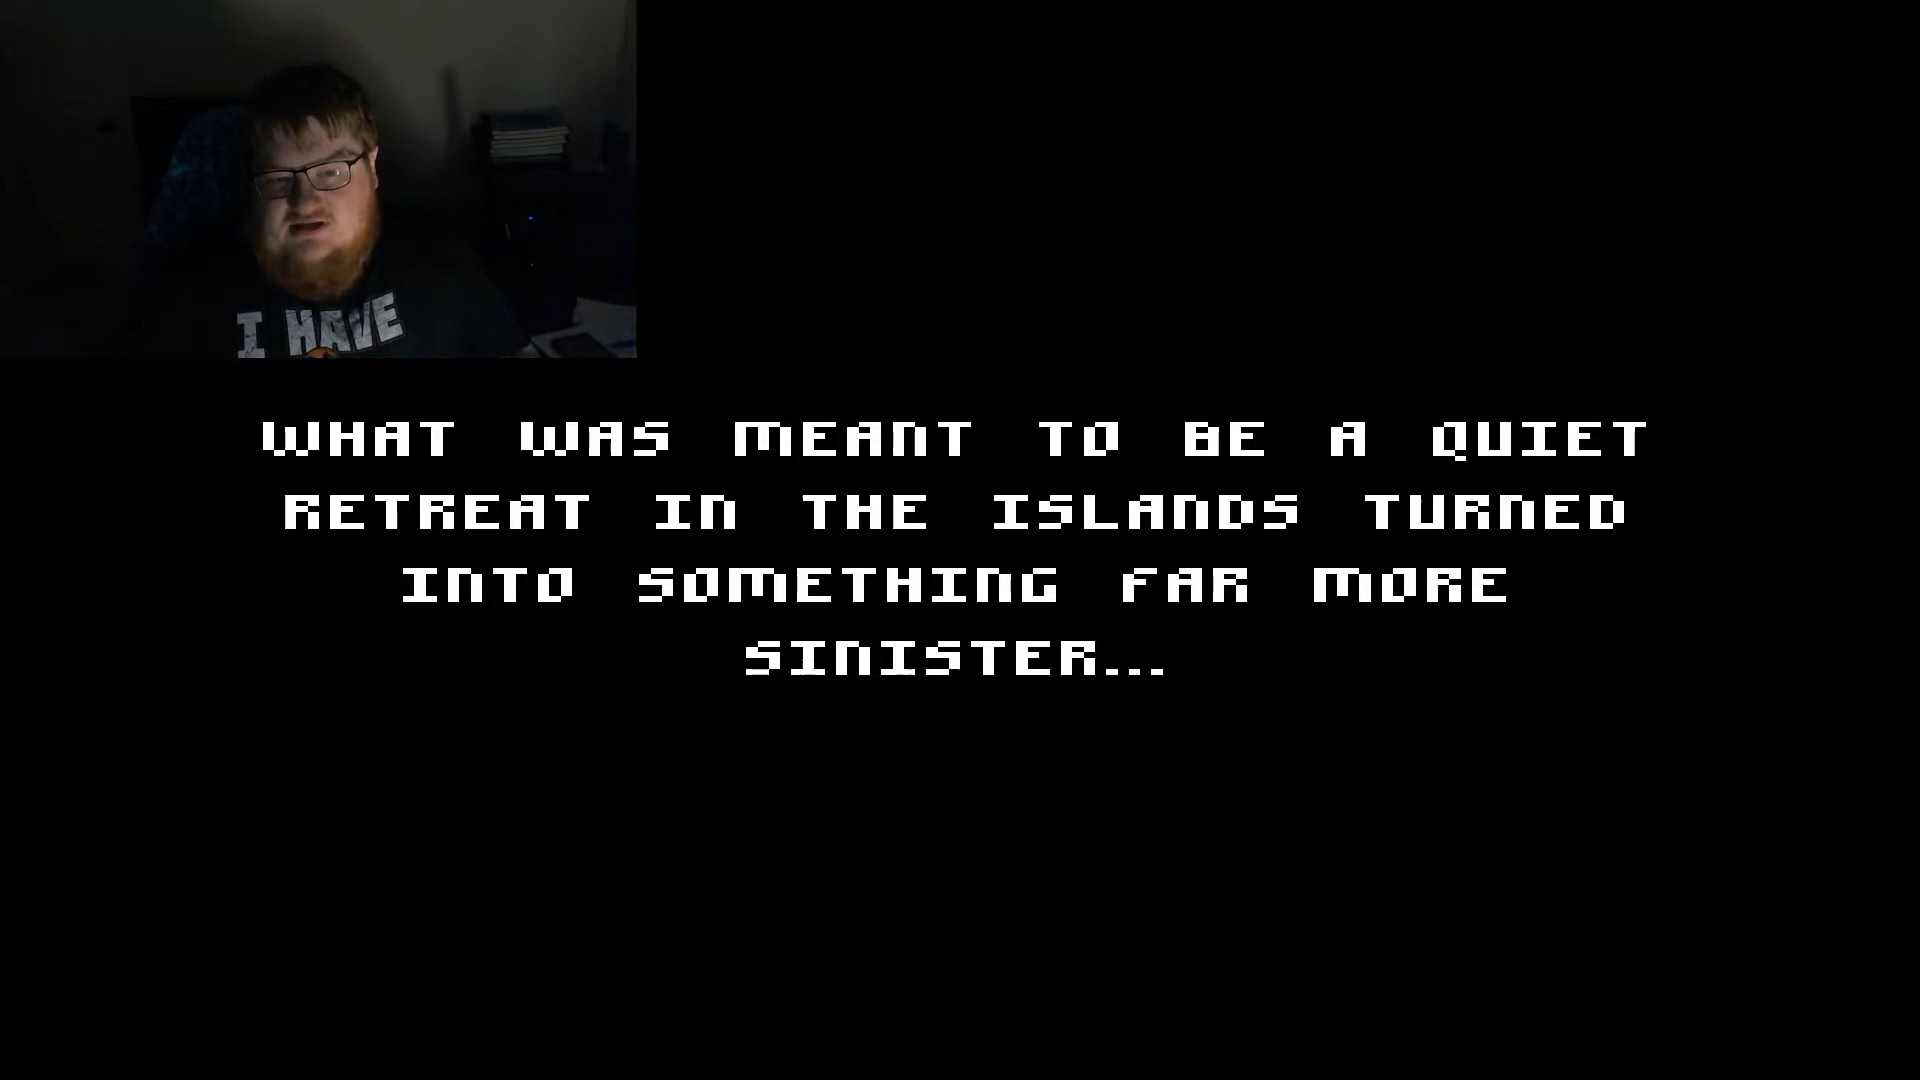 I HAVE
WHAT WAS MEANT TO BE A QUIET
RETREAT IN THE ISLANDS TURNED
INTO SOMETHING FAR MORE
SINISTER...